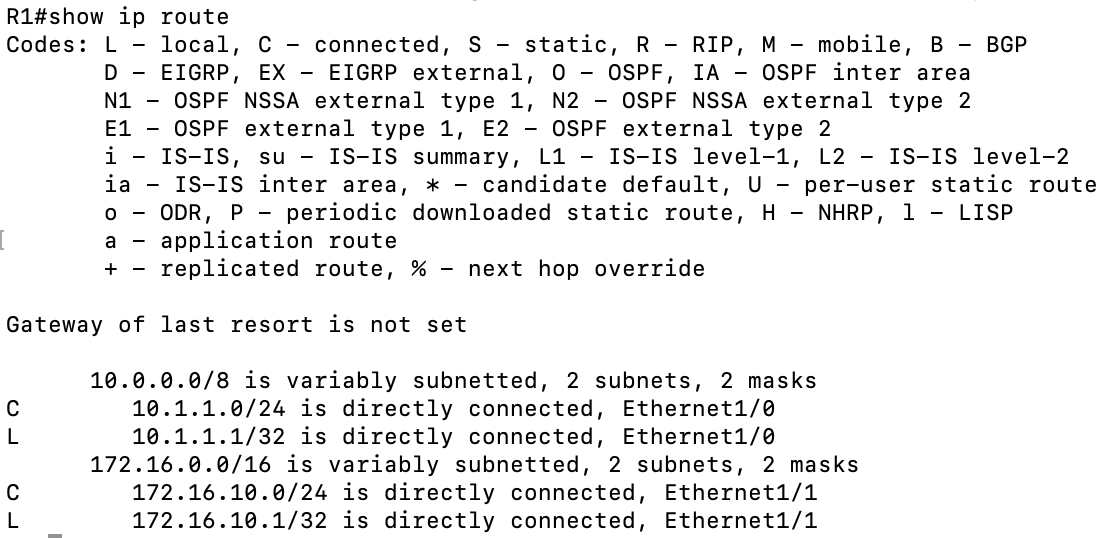 R1#show ip route
Codes: L – local, C – connected, S – static, R – RIP, M – mobile, B – BGP
D – EIGRP, EX – EIGRP external, O – OSPF, IA – OSPF inter area
N1 – OSPF NSSA external type 1, N2 – OSPF NSSA external type 2
E1 – OSPF external type 1, E2 – OSPF external type 2
i – IS–IS, su – IS–IS summary, L1 – IS–IS level–1, L2 – IS–IS level–2
ia – IS–IS inter area, * – candidate default, U – per–user static route
o – ODR, P – periodic downloaded static route, H – NHRP, l – LISP
a – application route
+ – replicated route, % – next hop override
Gateway of last resort is not set
10.0.0.0/8 is variably subnetted, 2 subnets, 2 masks
C 10.1.1.0/24 is directly connected, Ethernet1/0
L 10.1.1.1/32 is directly connected, Ethernet1/0
172.16.0.0/16 is variably subnetted, 2 subnets, 2 masks
C 172.16.10.0/24 is directly connected, Ethernet1/1
L 172.16.10.1/32 is directly connected, Ethernet1/1